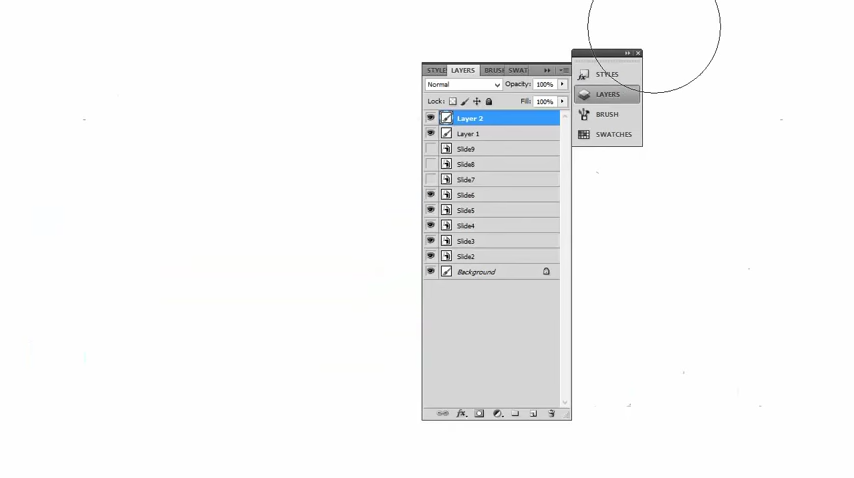 STYLE LAYERS BRUSH SWAT
Normal Opacity: 100%
Lock: Fill: 100%
Layer 2
Layer 1
Slide9
Slide8
Slide7
Slide6
Slide5
Slide4
Slide3
Slide2
Background
STYLES
LAYERS
BRUSH
SWATCHES